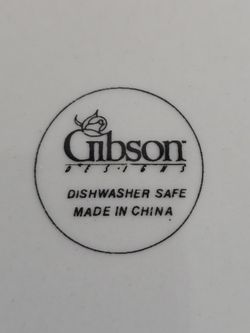 Gibson
DESIGNS
DISHWASHER SAFE
MADE IN CHINA